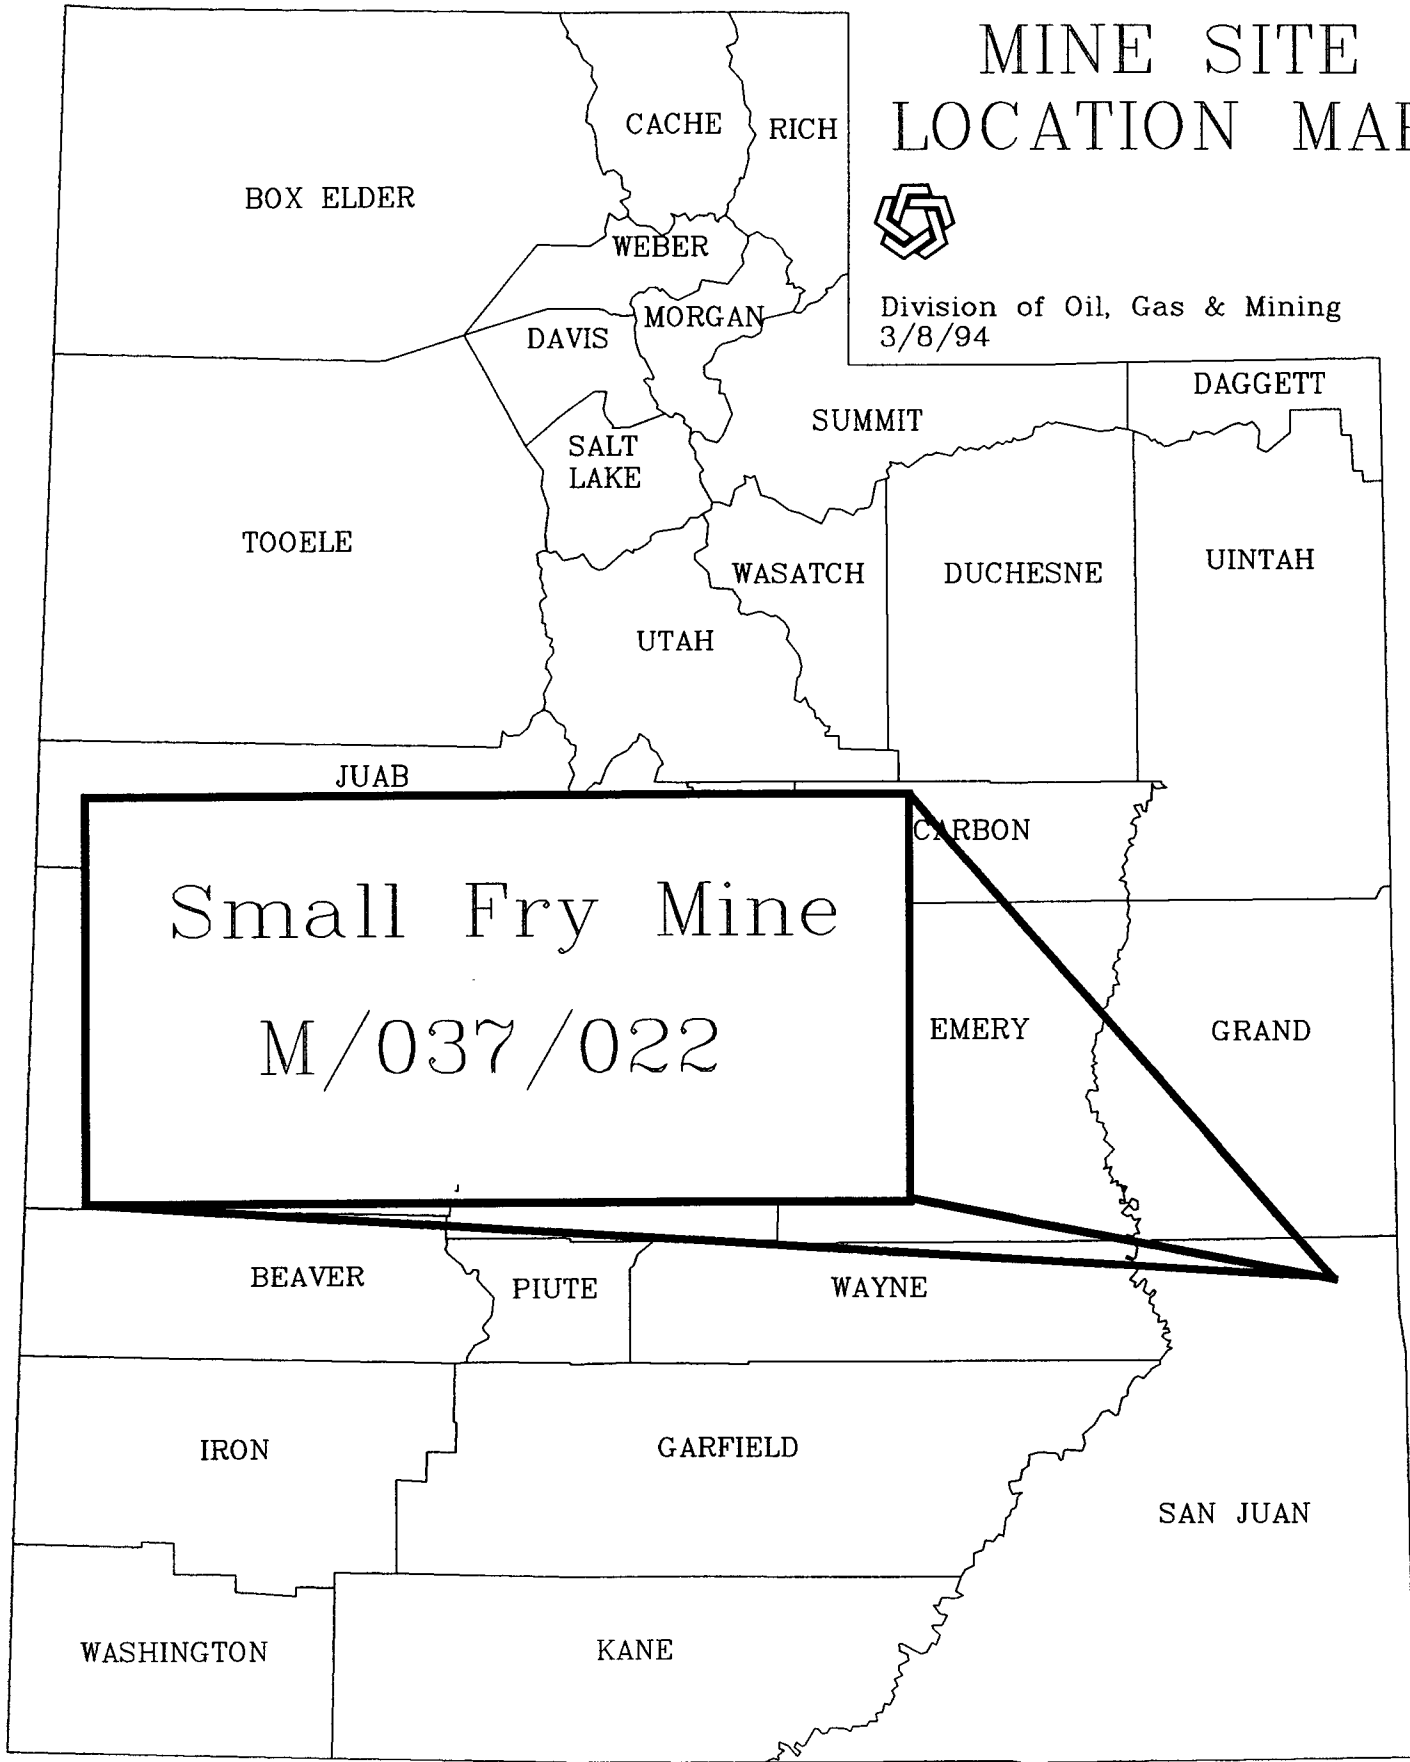 MINE SITE
LOCATION MAP
CACHE
RICH
BOX ELDER
WEBER
MORGAN
DAVIS
Division of Oil, Gas & Mining
3/8/94
DAGGETT
SUMMIT
SALT
LAKE
TOOELE
WASATCH
DUCHESNE
UINTAH
UTAH
JUAB
CARBON
Small Fry Mine
M/037/022
EMERY
GRAND
BEAVER
PIUTE
WAYNE
IRON
GARFIELD
SAN JUAN
WASHINGTON
KANE